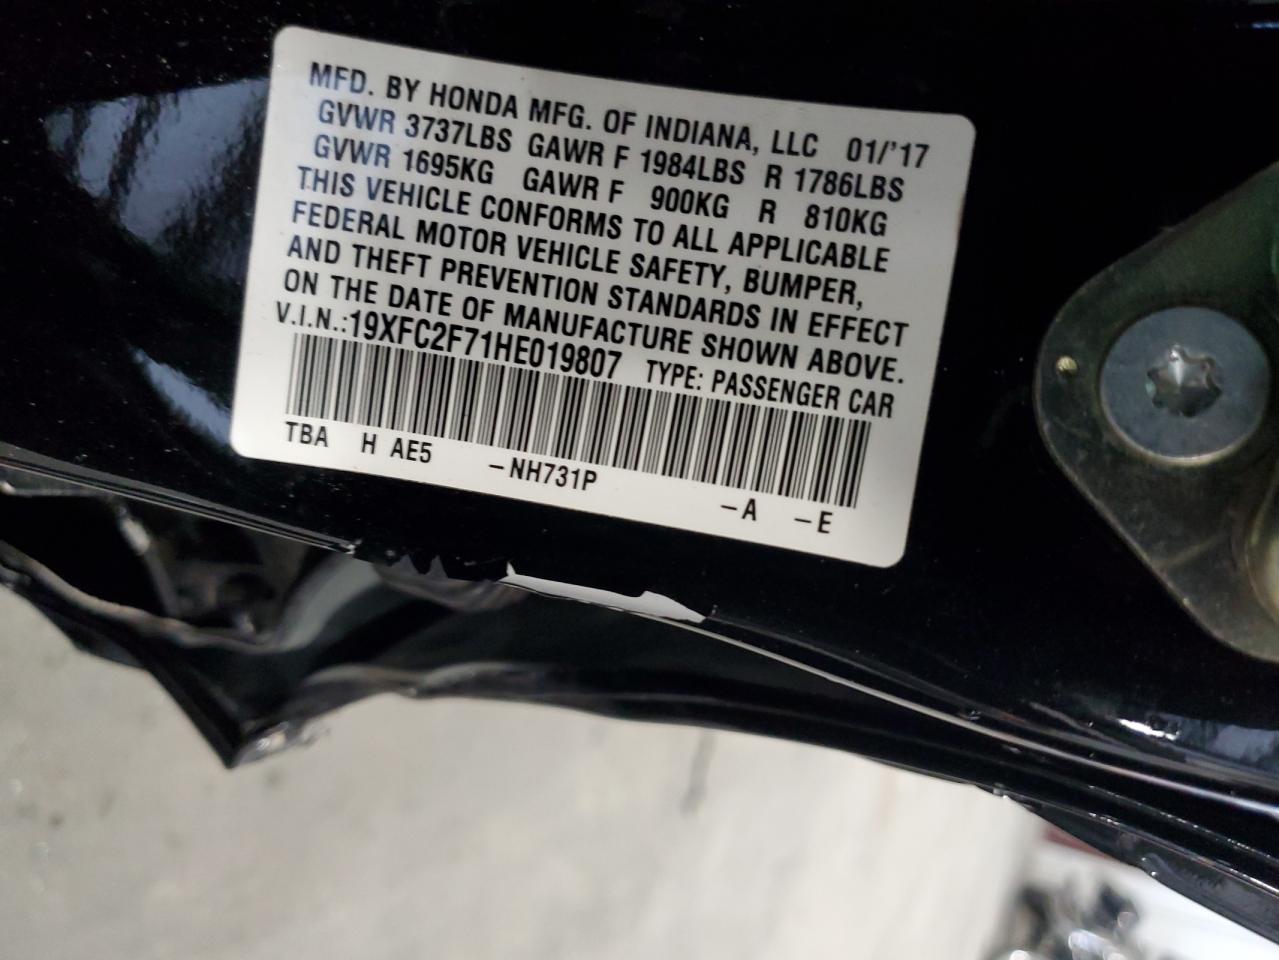 MFD. BY HONDA MFG. OF INDIANA, LLC 01/'17
GVWR 3737LBS GAWR F 1984LBS R 1786LBS
GVWR 1695KG GAWR F 900KG R 810KG
THIS VEHICLE CONFORMS TO ALL APPLICABLE
FEDERAL MOTOR VEHICLE SAFETY, BUMPER,
AND THEFT PREVENTION STANDARDS IN EFFECT
ON THE DATE OF MANUFACTURE SHOWN ABOVE.
V.I.N.:19XFC2F71HE019807 TYPE: PASSENGER CAR
TBA H AE5 -NH731P -A -E